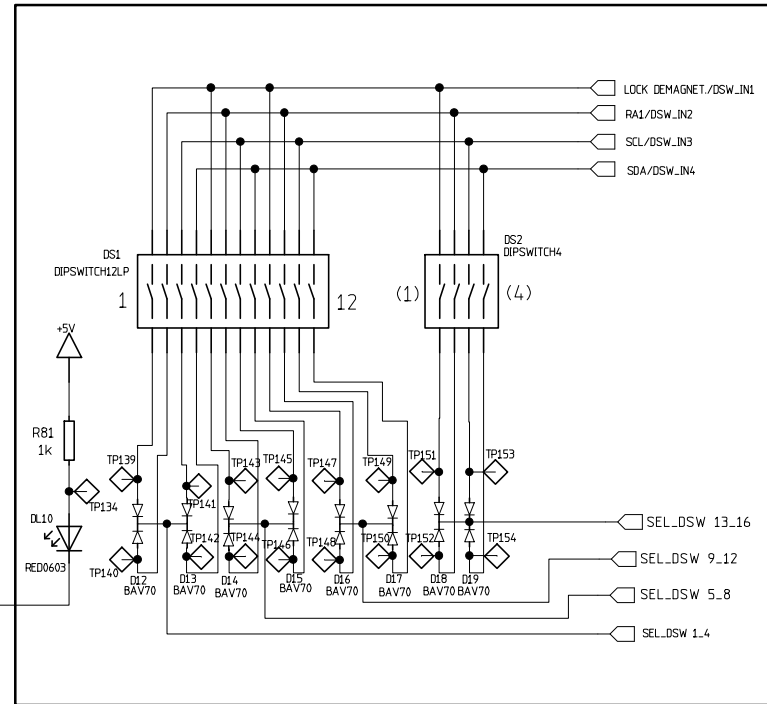 LOCK DEMAGNET./DSW_IN1
RA1/DSW_IN2
SCL/DSW_IN3
SDA/DSW_IN4
DS1
DIPSWITCH12LP
DS2
DIPSWITCH4
1
12
(1)
(4)
+5V
R81
1k
TP134
DL10
RED0603
TP139
TP141
TP143
TP145
TP147
TP149
TP151
TP153
TP140
TP142
TP144
TP146
TP148
TP150
TP152
TP154
D12
BAV70
D13
BAV70
D14
BAV70
D15
BAV70
D16
BAV70
D17
BAV70
D18
BAV70
D19
BAV70
SEL_DSW 13_16
SEL_DSW 9_12
SEL_DSW 5_8
SEL_DSW 1_4